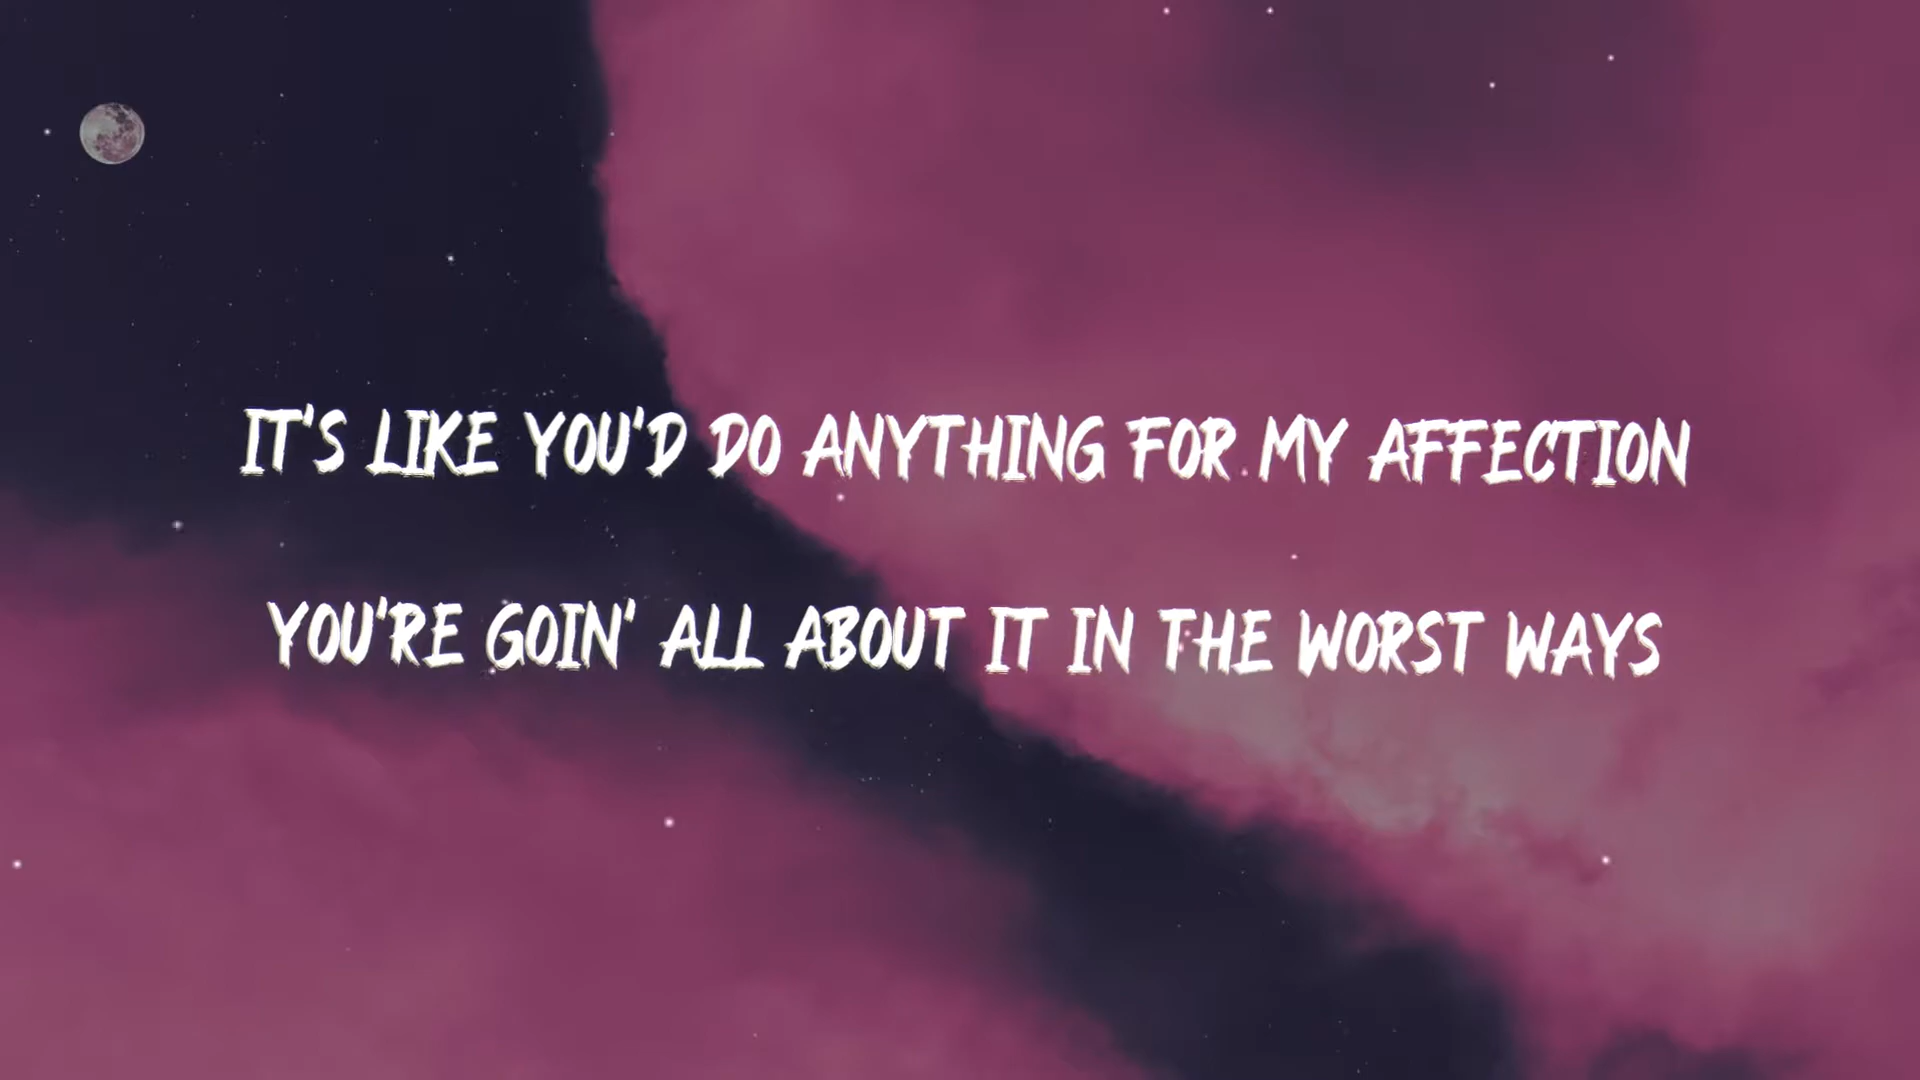 IT'S LIKE YOU'D DO ANYTHING FOR MY AFFECTION
YOU'RE GOIN' ALL ABOUT IT IN THE WORST WAYS